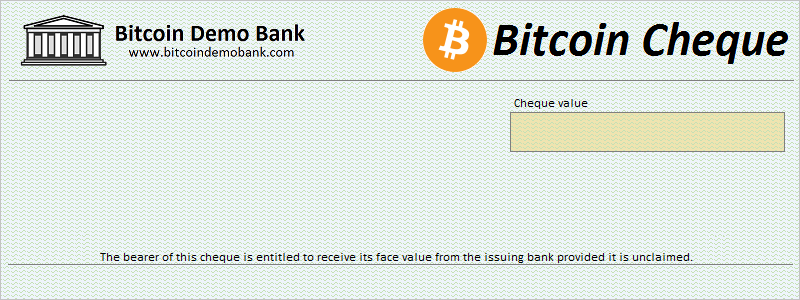 Bitcoin Demo Bank
www.bitcoindemobank.com
Bitcoin Cheque
Cheque value
The bearer of this cheque is entitled to receive its face value from the issuing bank provided it is unclaimed.